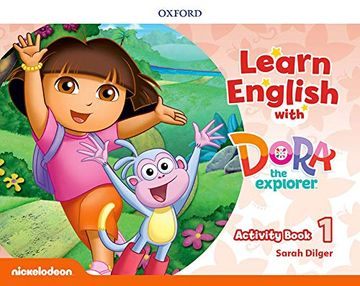 OXFORD
Learn
English
with
DORA
the
explorer
Activity Book 1
Sarah Dilger
nickelodeon